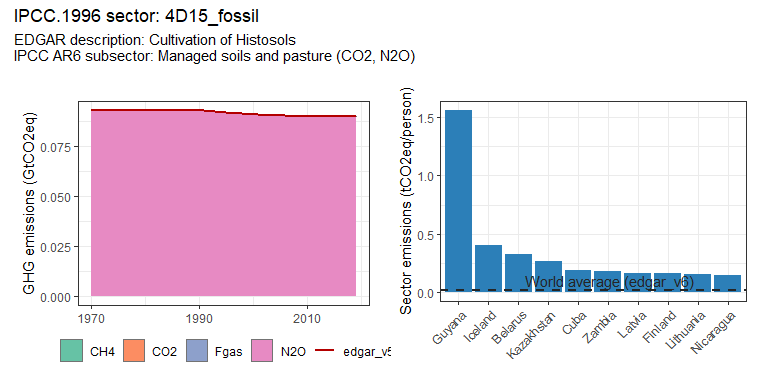 IPCC.1996 sector: 4D15_fossil
EDGAR description: Cultivation of Histosols
IPCC AR6 subsector: Managed soils and pasture (CO2, N2O)
GHG emissions (GtCO2eq)
0.075
0.050
0.025
0.000
1970
1990
2010
CH4
CO2
Fgas
N2O
edgar_v5
Sector emissions (tCO2eq/person)
1.5
1.0
0.5
0.0
World average (edgar_v6)
Guyana
Iceland
Belarus
Kazakhstan
Cuba
Zambia
Latvia
Finland
Lithuania
Nicaragua